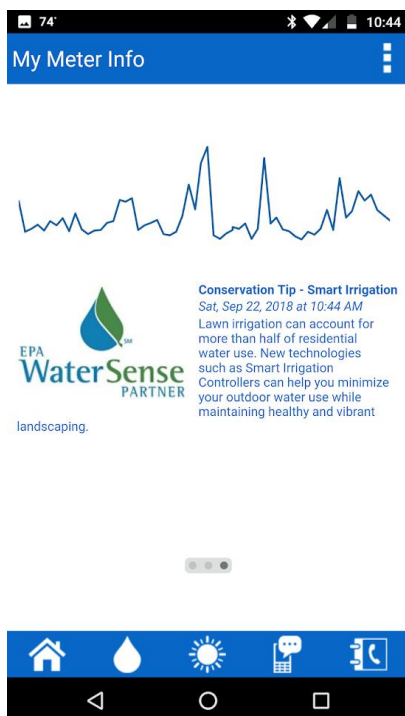 74°
10:44
My Meter Info
Conservation Tip - Smart Irrigation
Sat, Sep 22, 2018 at 10:44 AM
Lawn irrigation can account for
more than half of residential
water use. New technologies
such as Smart Irrigation
Controllers can help you minimize
your outdoor water use while
maintaining healthy and vibrant
landscaping.
SM
EPA
WaterSense
PARTNER